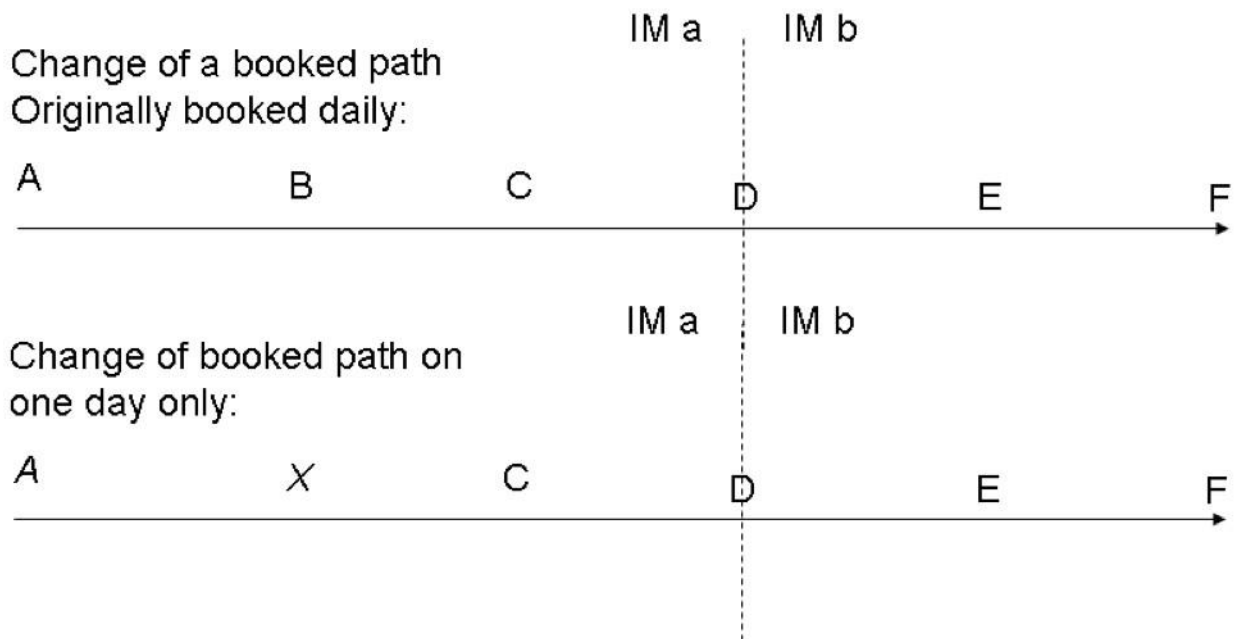 IM a IM b
Change of a booked path
Originally booked daily:
A B C D E F
IM a IM b
Change of booked path on
one day only:
A X C D E F